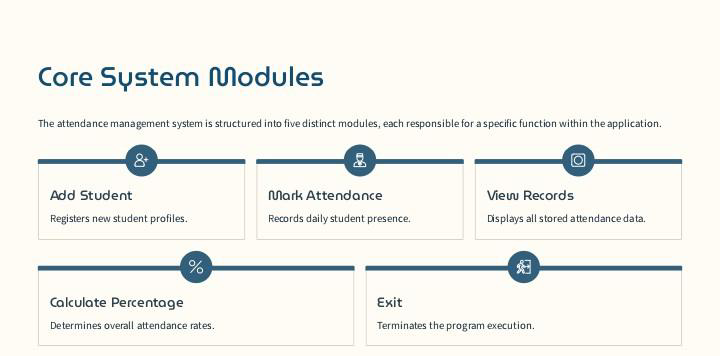 Core System Modules
The attendance management system is structured into five distinct modules, each responsible for a specific function within the application.
Add Student
Registers new student profiles.
Mark Attendance
Records daily student presence.
View Records
Displays all stored attendance data.
Calculate Percentage
Determines overall attendance rates.
Exit
Terminates the program execution.